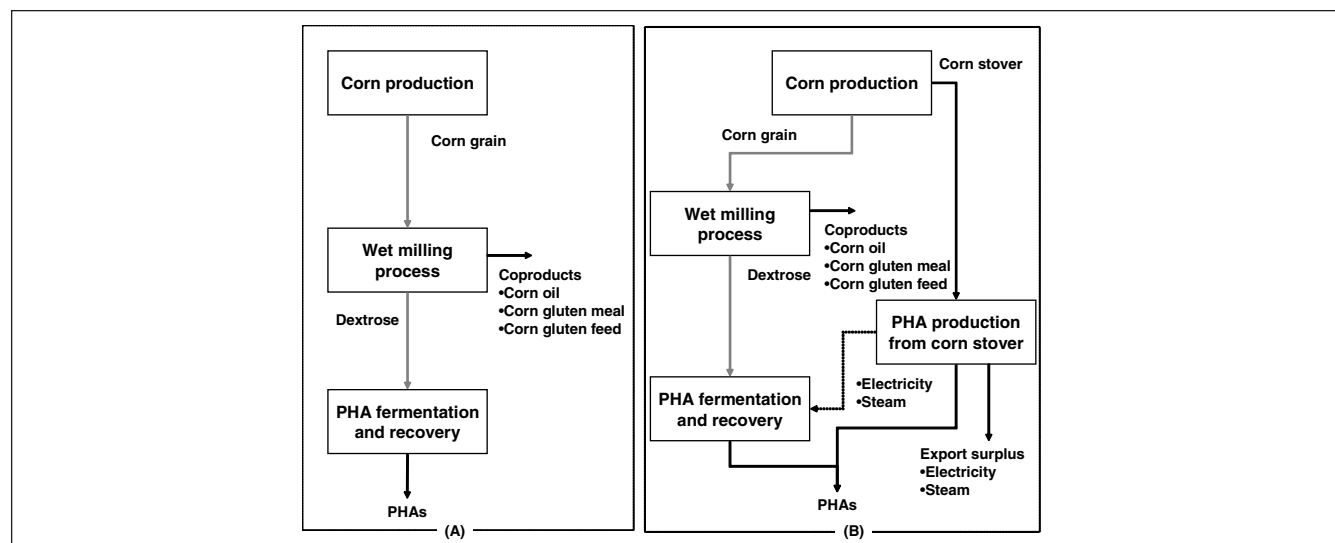 Corn production
Corn grain
Wet milling
process
Coproducts
•Corn oil
•Corn gluten meal
•Corn gluten feed
Dextrose
PHA fermentation
and recovery
PHAs
(A)
Corn stover
Corn production
Corn grain
Wet milling
process
Coproducts
•Corn oil
•Corn gluten meal
•Corn gluten feed
Dextrose
PHA production
from corn stover
•Electricity
•Steam
PHA fermentation
and recovery
Export surplus
•Electricity
•Steam
PHAs
(B)